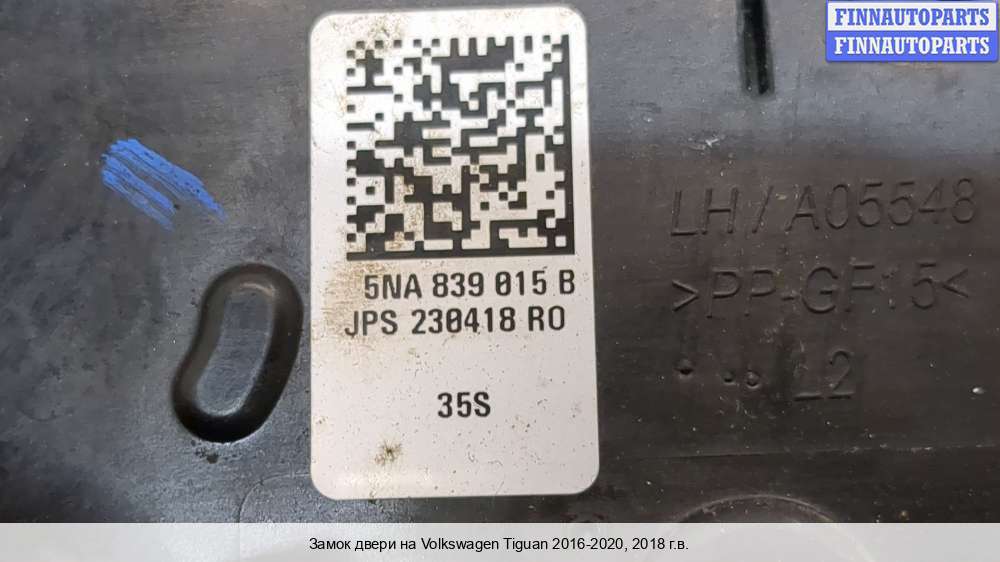 FINNAUTOPARTS
FINNAUTOPARTS
5NA 839 015 B
JPS 230418 RO
35S
LH / A05548
>PP-GF15<
L2
Замок двери на Volkswagen Tiguan 2016-2020, 2018 г.в.